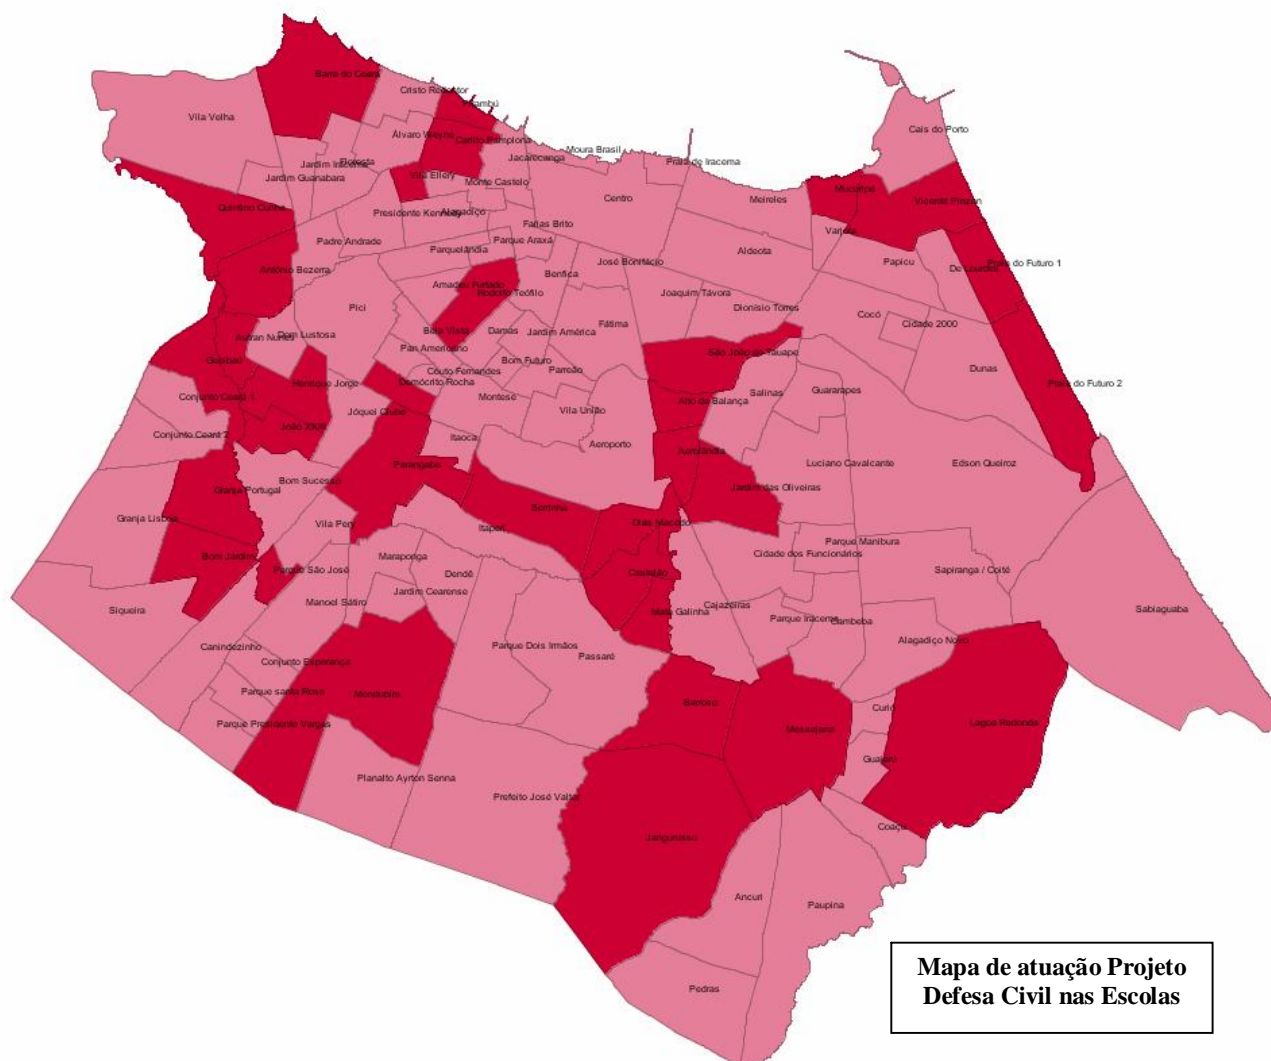 Barra do Ceará
Cristo Redentor
Pirambú
Vila Velha
Álvaro Weyne
Carlito Pamplona
Cais do Porto
Moura Brasil
Jacarecanga
Praia de Iracema
Floresta
Jardim Iracema
Jardim Guanabara
Vila Ellery
Monte Castelo
Mucuripe
Centro
Meireles
Vicente Pinzon
Quintino Cunha
Presidente Kennedy
Alagadiço
Farias Brito
Varjota
Padre Andrade
Parquelândia
Parque Araxá
Aldeota
José Bonifácio
Papicu
De Lourdes
Praia do Futuro 1
Antônio Bezerra
Benfica
Amadeu Furtado
Rodolfo Teófilo
Joaquim Távora
Pici
Dionísio Torres
Cocó
Cidade 2000
Bela Vista
Damas
Jardim América
Fátima
Autran Nunes
Dom Lustosa
Pan Americano
Bom Futuro
São João do Tauape
Genibaú
Couto Fernandes
Parreão
Dunas
Henrique Jorge
Demócrito Rocha
Praia do Futuro 2
Conjunto Ceará 1
Montese
Salinas
Guararapes
Alto da Balança
Jóquei Clube
Vila União
João XXIII
Conjunto Ceará 2
Itaoca
Aeroporto
Aerolândia
Parangaba
Luciano Cavalcante
Edson Queiroz
Bom Sucesso
Granja Portugal
Jardim das Oliveiras
Serrinha
Granja Lisboa
Vila Pery
Itaperi
Dias Macedo
Parque Manibura
Bom Jardim
Maraponga
Cidade dos Funcionários
Parque São José
Dendê
Castelão
Sapiranga / Coité
Jardim Cearense
Manoel Sátiro
Siqueira
Mata Galinha
Cajazeiras
Sabiaguaba
Parque Iracema
Cambeba
Alagadiço Novo
Canindezinho
Parque Dois Irmãos
Passaré
Conjunto Esperança
Parque santa Rosa
Mondubim
Barroso
Curió
Parque Presidente Vargas
Messejana
Lagoa Redonda
Guajerú
Planalto Ayrton Senna
Prefeito José Valter
Coaçu
Jangurussu
Ancuri
Paupina
Pedras
Mapa de atuação Projeto
Defesa Civil nas Escolas